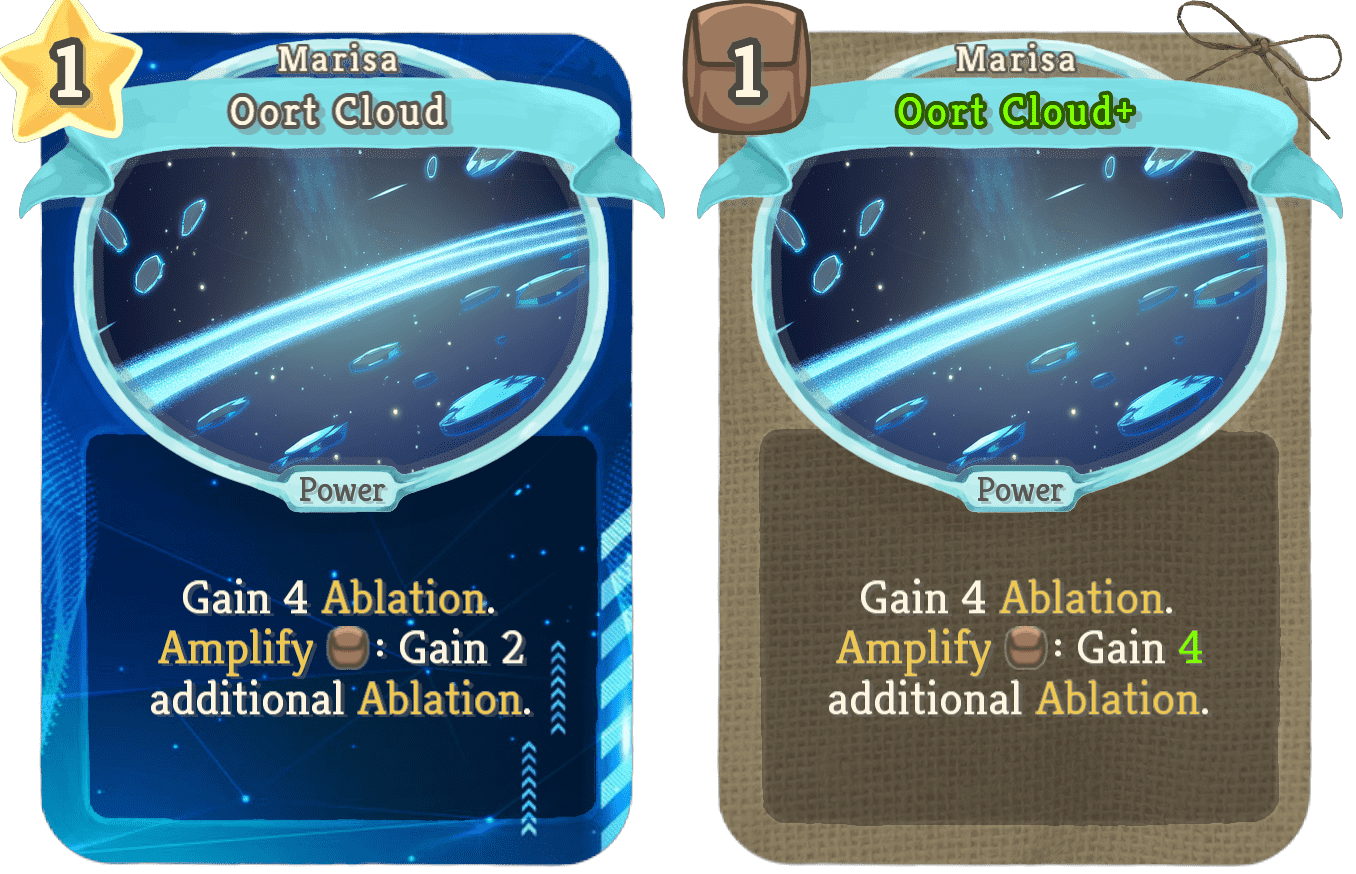 1
Marisa
Oort Cloud
Power
Gain 4 Ablation.
Amplify : Gain 2
additional Ablation.
1
Marisa
Oort Cloud+
Power
Gain 4 Ablation.
Amplify : Gain 4
additional Ablation.